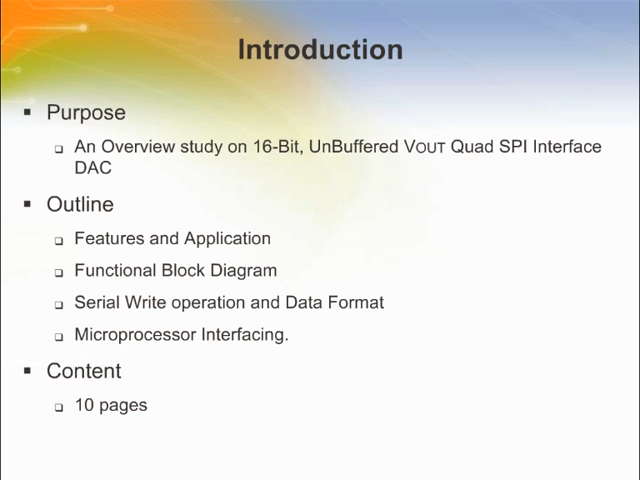 Introduction
Purpose
An Overview study on 16-Bit, UnBuffered VOUT Quad SPI Interface
DAC
Outline
Features and Application
Functional Block Diagram
Serial Write operation and Data Format
Microprocessor Interfacing.
Content
10 pages